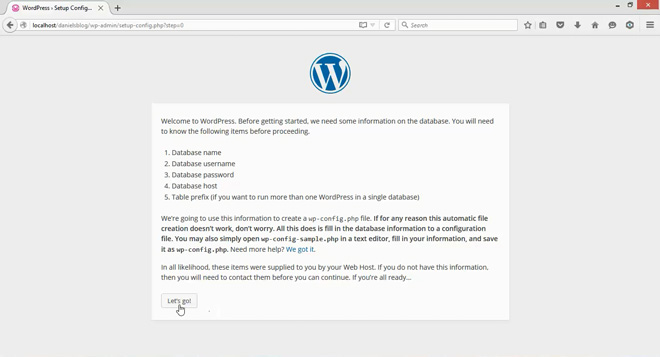 WordPress › Setup Config...
localhost/danielsblog/wp-admin/setup-config.php?step=0
Search
Welcome to WordPress. Before getting started, we need some information on the database. You will need
to know the following items before proceeding.
1. Database name
2. Database username
3. Database password
4. Database host
5. Table prefix (if you want to run more than one WordPress in a single database)
We're going to use this information to create a wp-config.php file. If for any reason this automatic file
creation doesn't work, don't worry. All this does is fill in the database information to a configuration
file. You may also simply open wp-config-sample.php in a text editor, fill in your information, and save
it as wp-config.php. Need more help? We got it.
In all likelihood, these items were supplied to you by your Web Host. If you do not have this information,
then you will need to contact them before you can continue. If you're all ready...
Let's go!